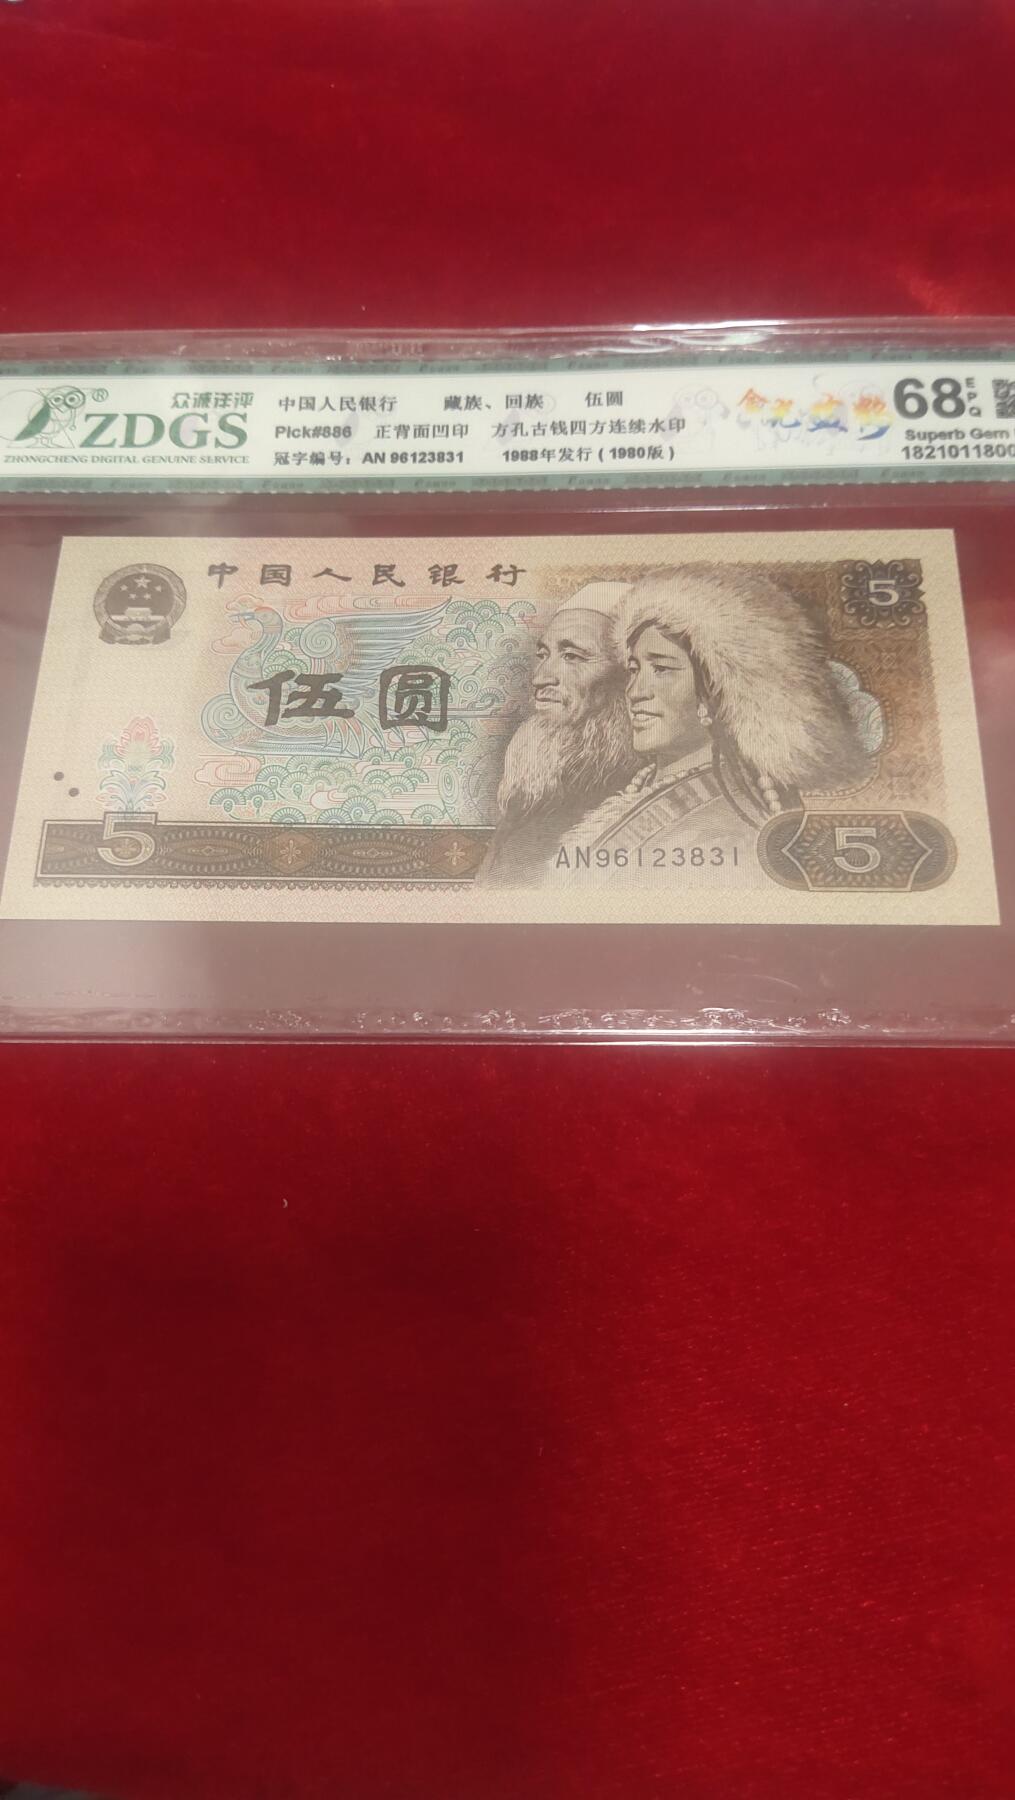 众诚评评
ZDGS®
ZHONGCHENG DIGITAL GENUINE SERVICE
中国人民银行 藏族、回族 伍圆
Pick#886 正背面凹印 方孔古钱四方连续水印
冠字编号：AN 96123831 1988年发行（1980版）
68 EPQ
Superb Gem
1821011800
中国人民银行
5
伍圆
5
AN96123831
5